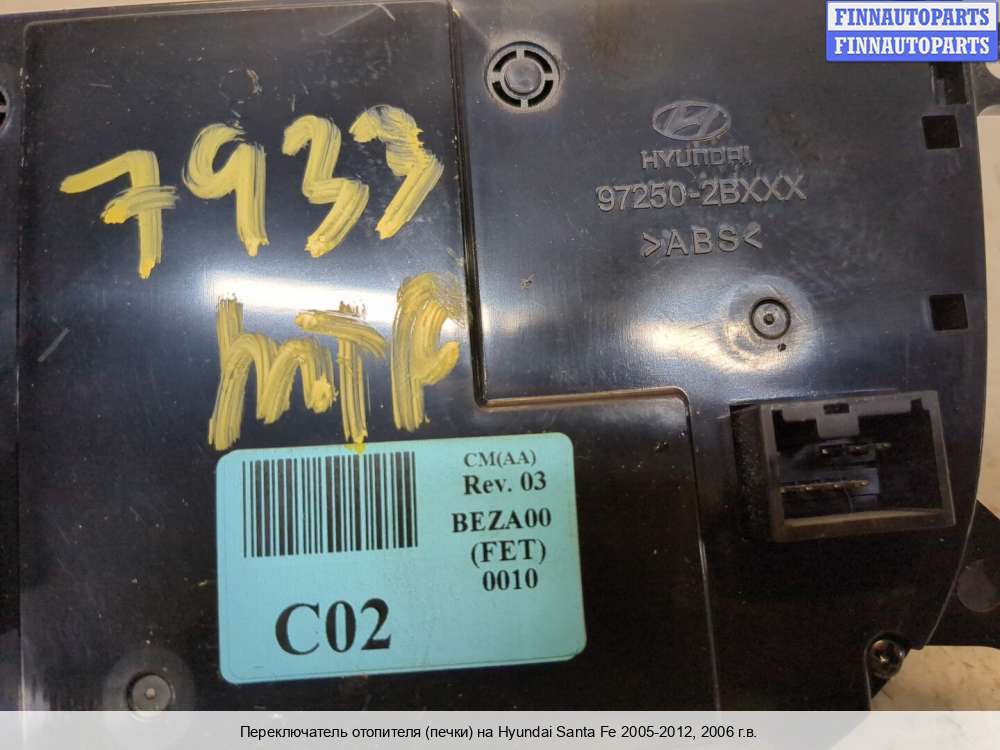 FINNAUTOPARTS
FINNAUTOPARTS
7933
HYUNDAI
97250-2BXXX
>ABS<
CM(AA)
Rev. 03
BEZA00
(FET)
0010
C02
Переключатель отопителя (печки) на Hyundai Santa Fe 2005-2012, 2006 г.в.